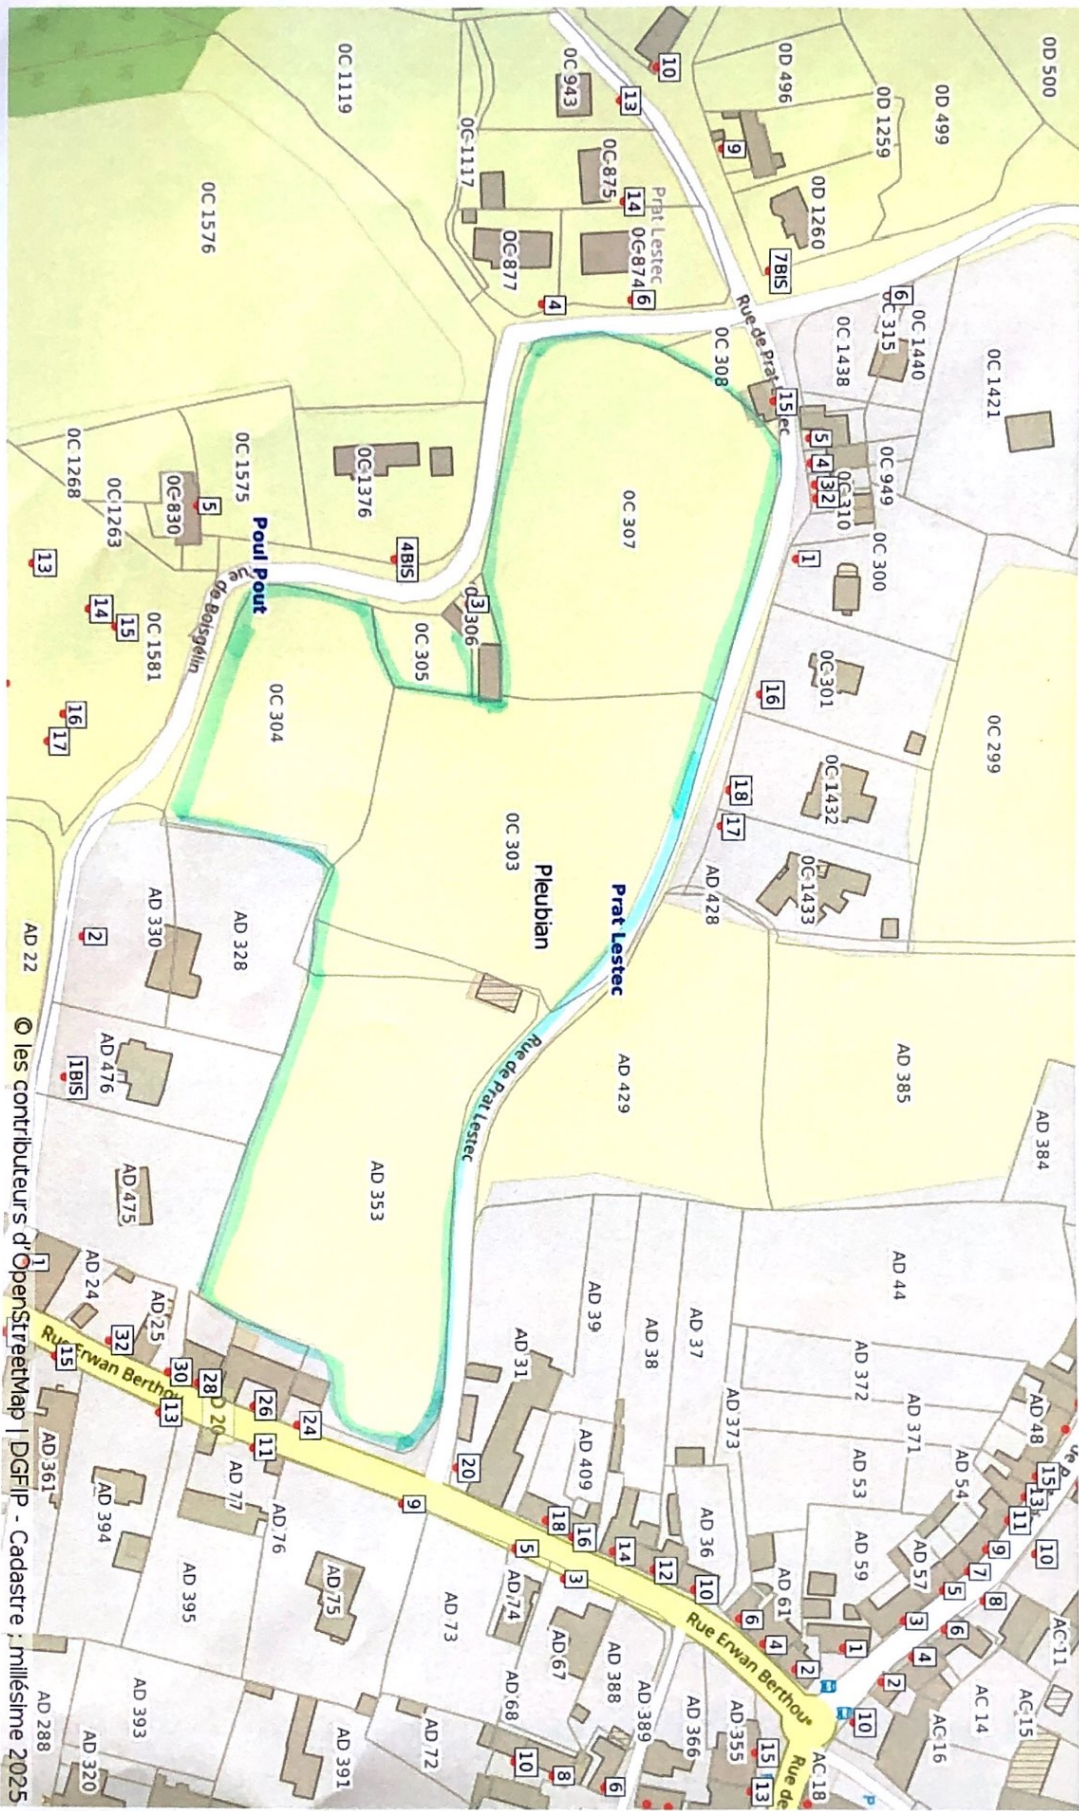 0D 500
0D 499
0D 1259
0D 496
10
9
0D 1260
7BIS
13
0C 943
0C 1119
0C 1117
0C 875
14
Prat Lestec
0C 874
6
0C 877
4
0C 1576
Rue de Prat
6
0C 1440
0C 1438
0C 308
0C 1421
15
5
4
3
2
0C 310
0C 949
0C 300
1
0C 307
0C 1268
0C 1263
0C 830
5
0C 1575
0C 1376
4BIS
Poul Pout
13
14
15
0C 1581
16
17
de Boisgelin
3
306
0C 305
0C 304
0C 301
16
0C 299
0C 1432
18
17
0C 1433
AD 428
0C 303
Pleubian
Prat Lestec
AD 22
2
AD 330
AD 328
AD 476
1BIS
AD 475
Rue de Prat Lestec
AD 429
AD 385
AD 384
AD 353
1
AD 24
AD 25
32
30
28
26
24
15
13
11
9
Rue Erwan Berthou
AD 31
AD 39
AD 38
AD 37
AD 44
AD 372
AD 371
AD 373
AD 53
AD 54
AD 48
15
13
11
10
9
7
5
3
1
8
6
4
2
AD 57
AD 59
AD 61
AD 36
AD 409
20
18
16
14
12
10
6
4
2
5
3
AD 361
AD 394
AD 77
AD 76
AD 395
AD 75
AD 73
AD 74
AD 67
AD 68
AD 388
AD 389
AD 366
AD 355
Rue Erwan Berthou
AC 11
AC 14
AC 15
AC 16
AC 18
10
15
13
Rue de
AD 288
AD 320
AD 393
AD 391
AD 72
10
8
6
P
© les contributeurs d'OpenStreetMap | DGFIP - Cadastre ; millésime 2025